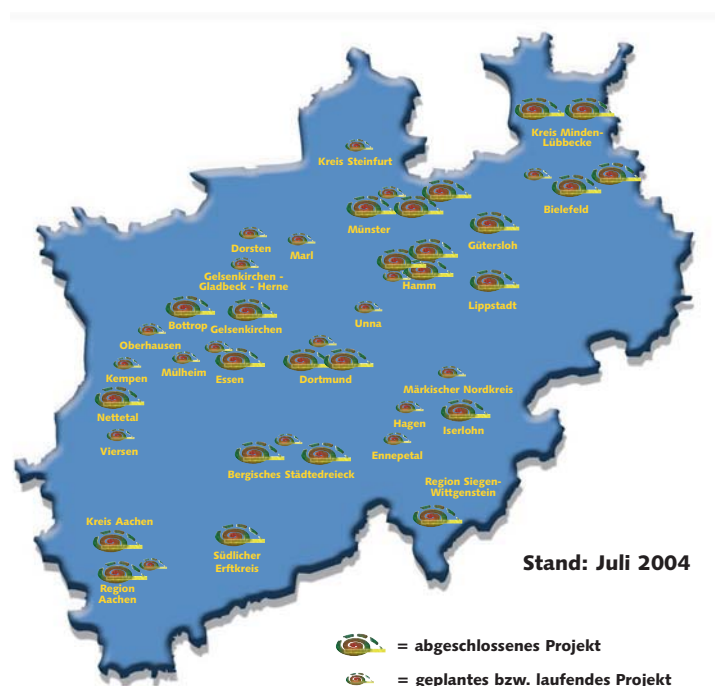 Kreis Minden-
Lübbecke
Kreis Steinfurt
Bielefeld
Münster
Gütersloh
Dorsten
Marl
Gelsenkirchen -
Gladbeck - Herne
Hamm
Lippstadt
Unna
Bottrop
Gelsenkirchen
Oberhausen
Mülheim
Kempen
Essen
Dortmund
Märkischer Nordkreis
Nettetal
Hagen
Iserlohn
Viersen
Ennepetal
Bergisches Städtedreieck
Region Siegen-
Wittgenstein
Kreis Aachen
Südlicher
Erftkreis
Region
Aachen
Stand: Juli 2004
= abgeschlossenes Projekt
= geplantes bzw. laufendes Projekt